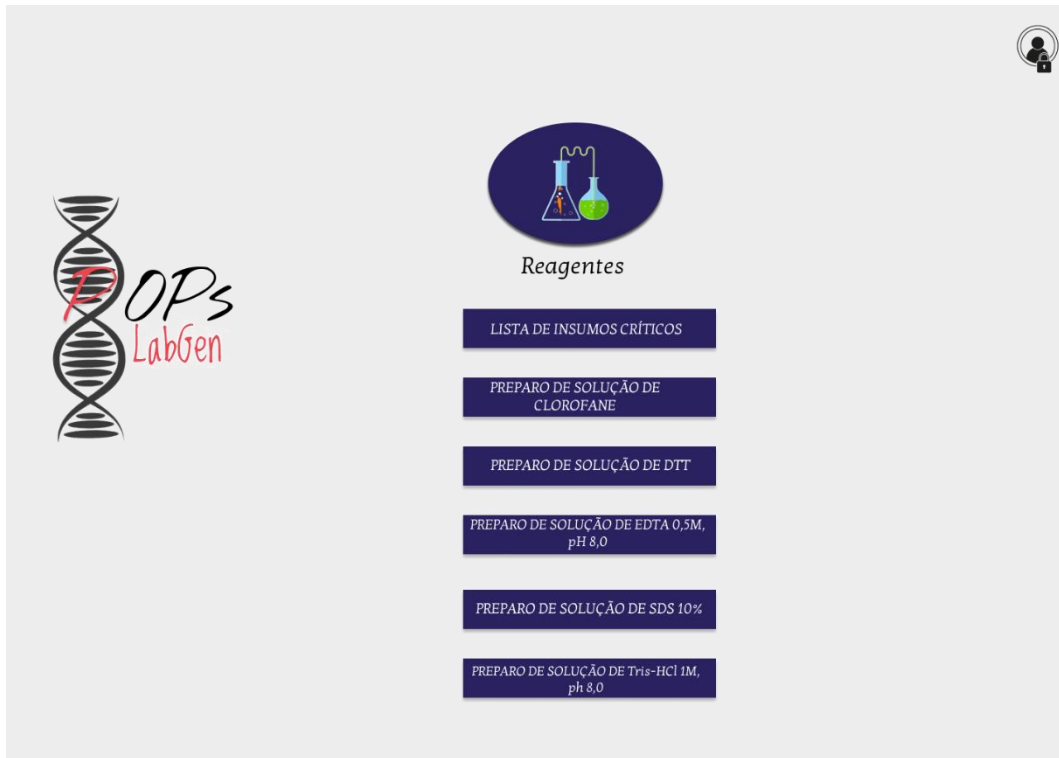 POPs
LabGen
Reagentes
LISTA DE INSUMOS CRÍTICOS
PREPARO DE SOLUÇÃO DE
CLOROFANE
PREPARO DE SOLUÇÃO DE DTT
PREPARO DE SOLUÇÃO DE EDTA 0,5M,
pH 8,0
PREPARO DE SOLUÇÃO DE SDS 10%
PREPARO DE SOLUÇÃO DE Tris-HCl 1M,
ph 8,0